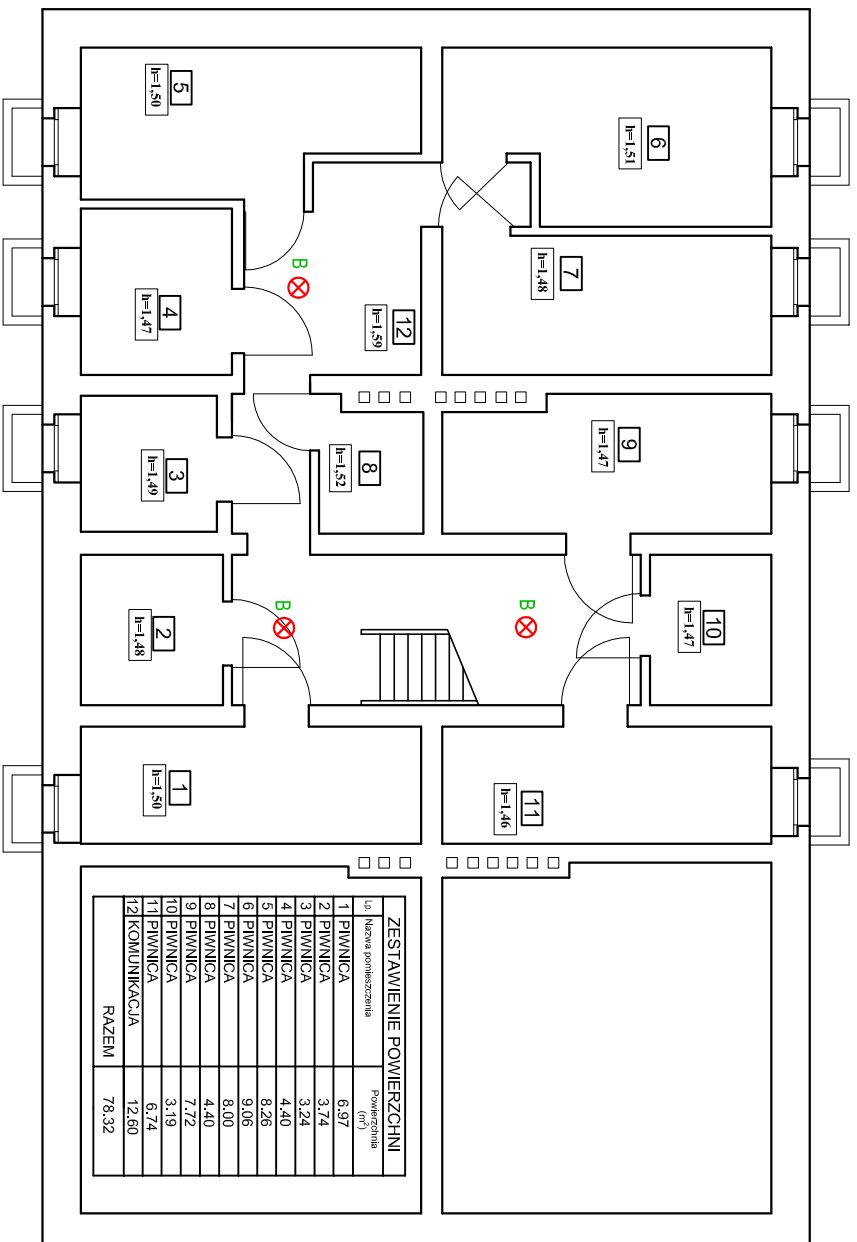 5
h=1,50
6
h=1,51
4
h=1,47
B
12
h=1,59
7
h=1,48
3
h=1,49
8
h=1,52
9
h=1,47
2
h=1,48
B
B
10
h=1,47
1
h=1,50
11
h=1,46
ZESTAWIENIE POWIERZCHNI
Lp. Nazwa pomieszczenia Powierzchnia (m²)
1 PIWNICA 6.97
2 PIWNICA 3.74
3 PIWNICA 3.24
4 PIWNICA 4.40
5 PIWNICA 8.26
6 PIWNICA 9.06
7 PIWNICA 8.00
8 PIWNICA 4.40
9 PIWNICA 7.72
10 PIWNICA 3.19
11 PIWNICA 6.74
12 KOMUNIKACJA 12.60
RAZEM 78.32